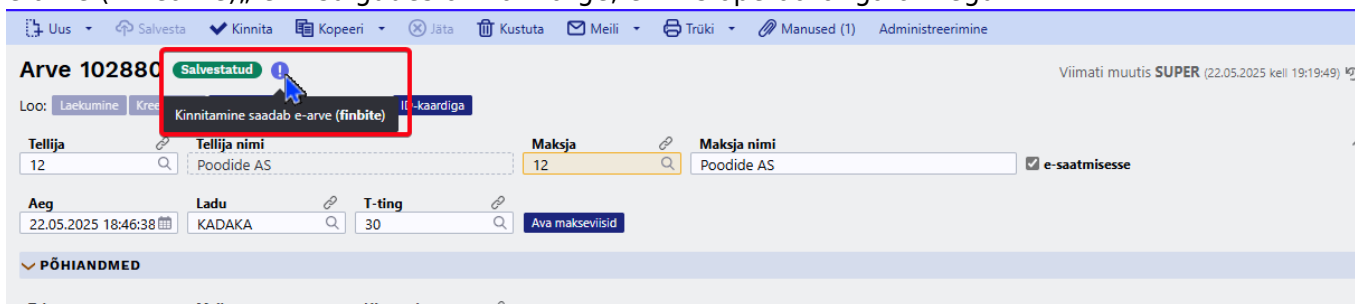 Uus Salvesta Kinnita Kopeeri Jäta Kustuta Meili Trüki Manused (1) Administreerimine
Arve 102880 Salvestatud Viimati muutis SUPER (22.05.2025 kell 19:19:49)
Loo: Laekumine ID-kaardiga
Kinnitamine saadab e-arve (finbite)
Tellija Tellija nimi Maksja Maksja nimi
12 Poodide AS 12 Poodide AS e-saatmisesse
Aeg Ladu T-ting
22.05.2025 18:46:38 KADAKA 30 Ava makseviisid
PÕHIANDMED